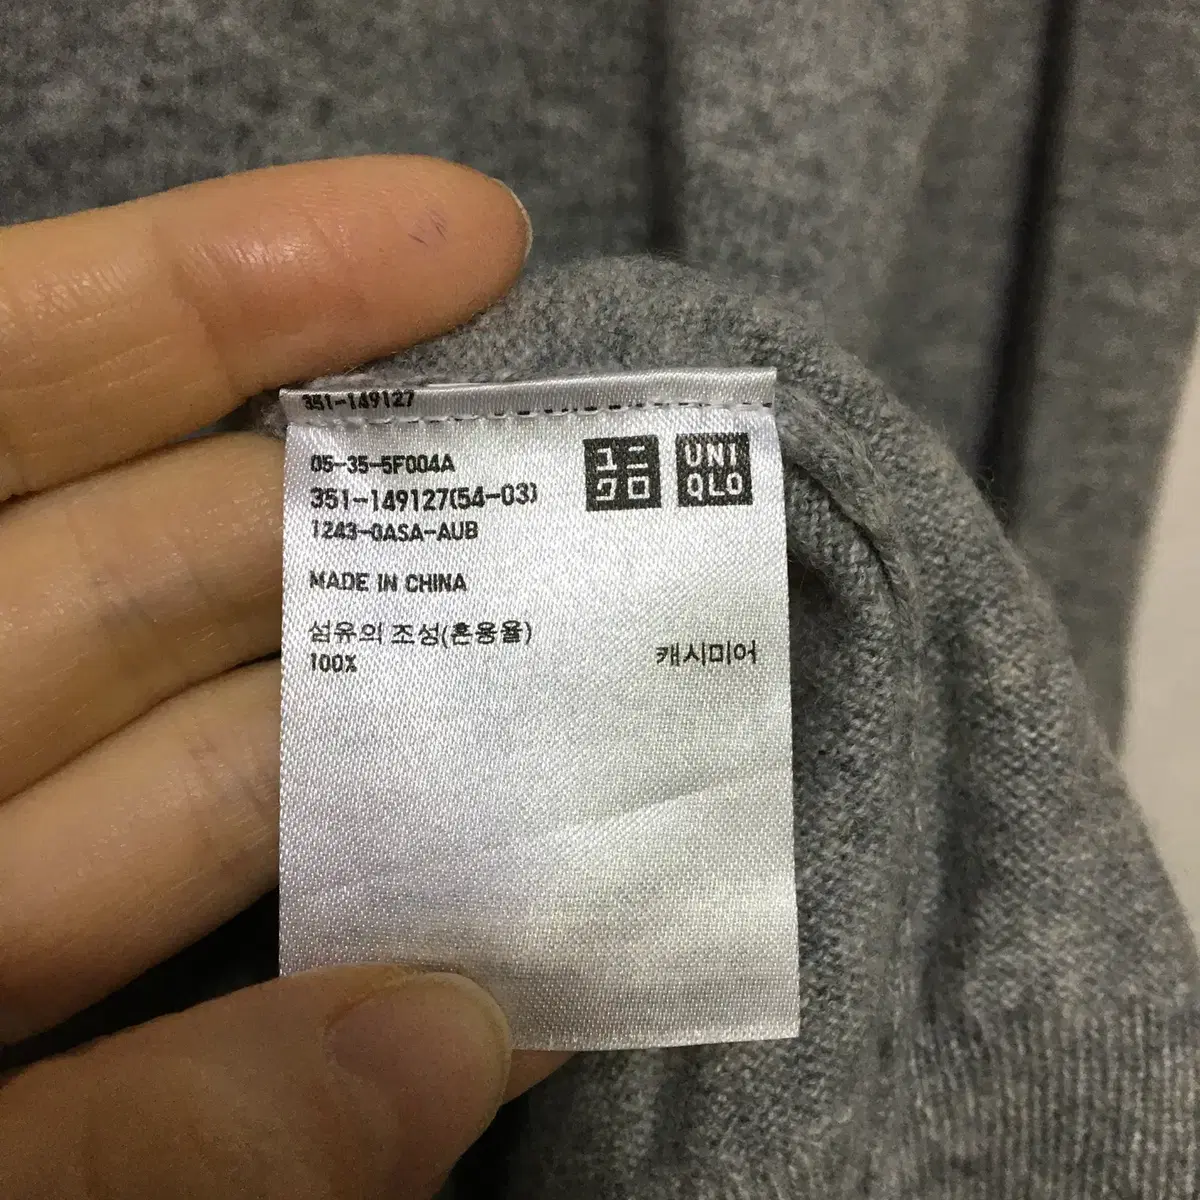 351-149127
05-35-5F004A
351-149127(54-03)
1243-0ASA-AUB
ユニ
クロ
UNI
QLO
MADE IN CHINA
섬유의 조성(혼용율)
100% 캐시미어